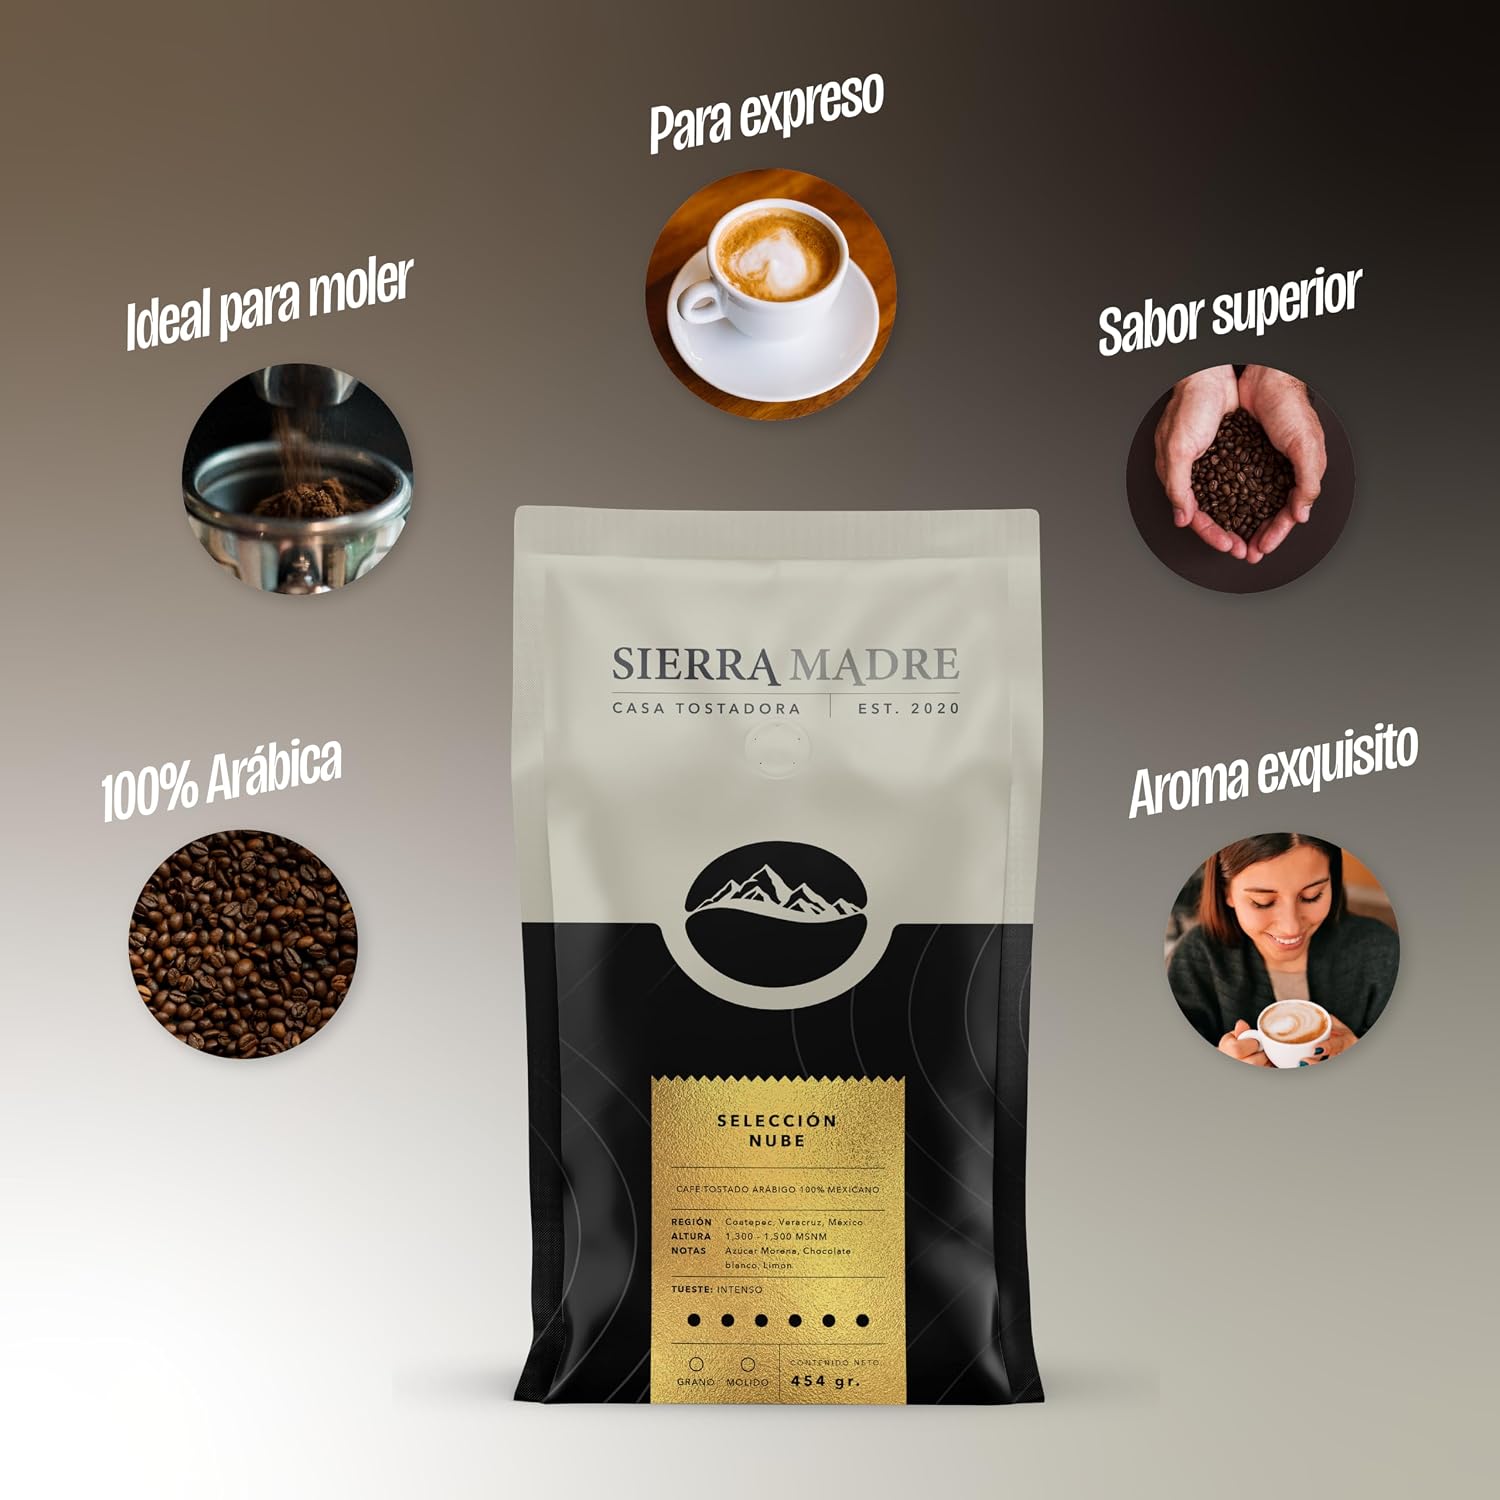 Para expreso
Ideal para moler
Sabor superior
100% Arábica
Aroma exquisito
SIERRA MADRE
CASA TOSTADORA | EST. 2020
SELECCIÓN
NUBE
CAFÉ TOSTADO ARÁBIGO 100% MEXICANO
REGIÓN Coatepec, Veracruz, México
ALTURA 1,300 - 1,500 MSNM
NOTAS Azúcar Morena, Chocolate
blanco, Limon
TUESTE: INTENSO
CONTENIDO NETO
GRANO MOLIDO 454 gr.